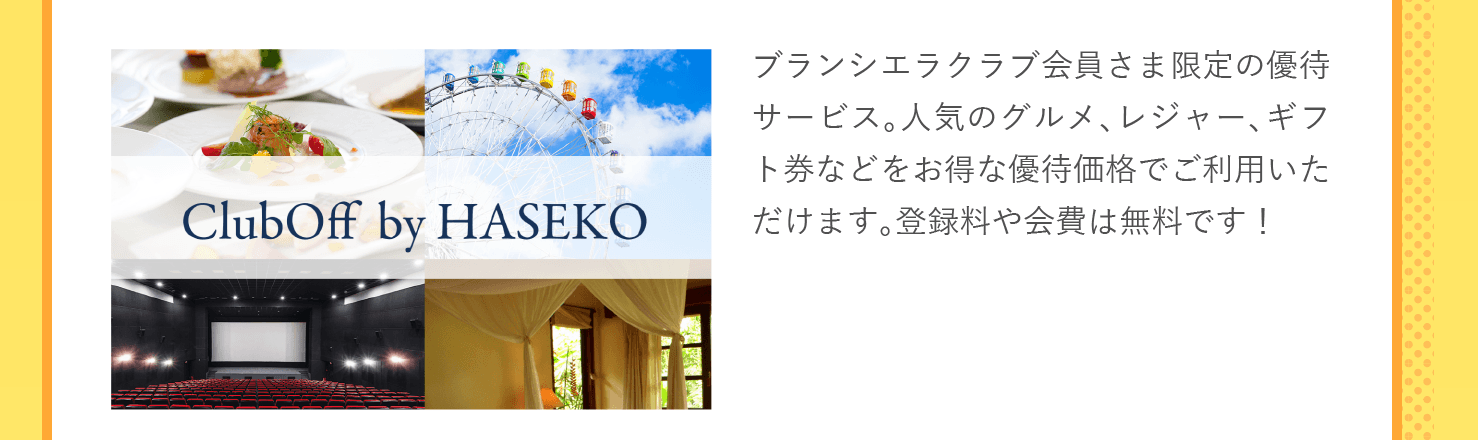 ClubOff by HASEKO
ブランシエラクラブ会員さま限定の優待
サービス。人気のグルメ、レジャー、ギフ
ト券などをお得な優待価格でご利用いた
だけます。登録料や会費は無料です！